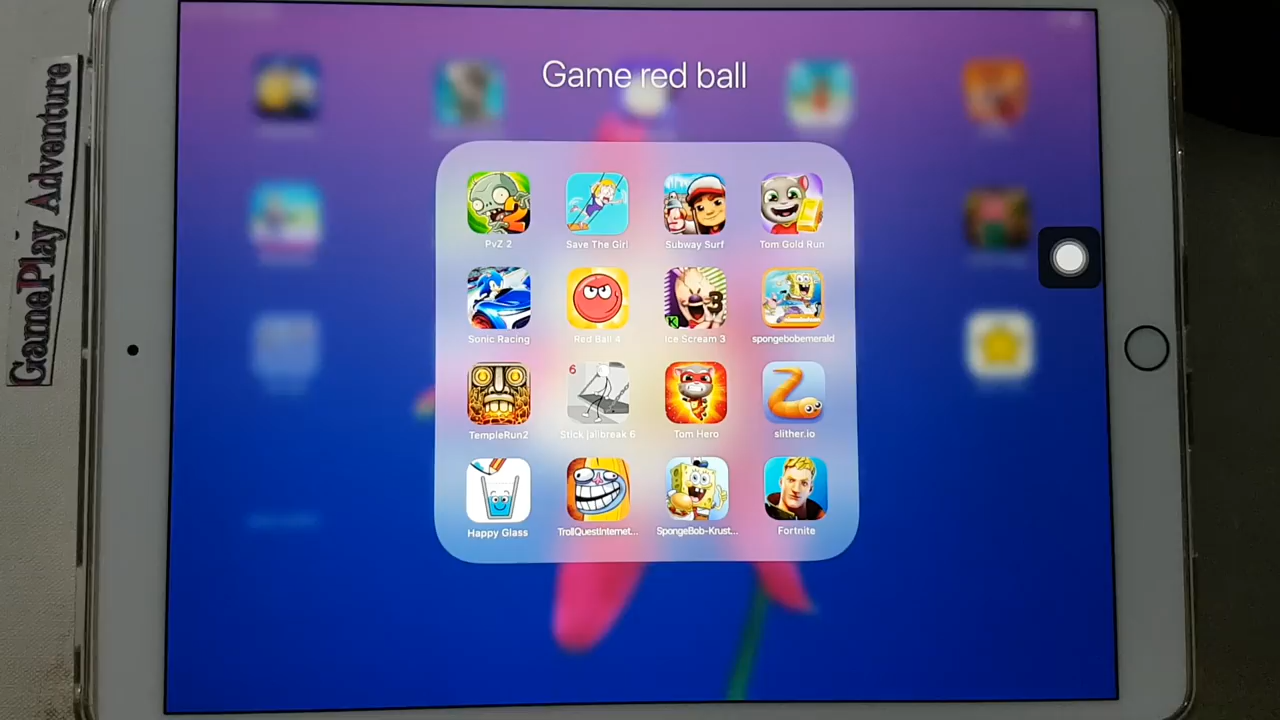 GamePlay Adventure
Game red ball
PvZ 2
Save The Girl
Subway Surf
Tom Gold Run
3
K
Sonic Racing
Red Ball 4
Ice Scream 3
spongebobemerald
6
TempleRun2
Stick jailbreak 6
Tom Hero
slither.io
Happy Glass
TrollQuestInternet...
SpongeBob-Krust...
Fortnite